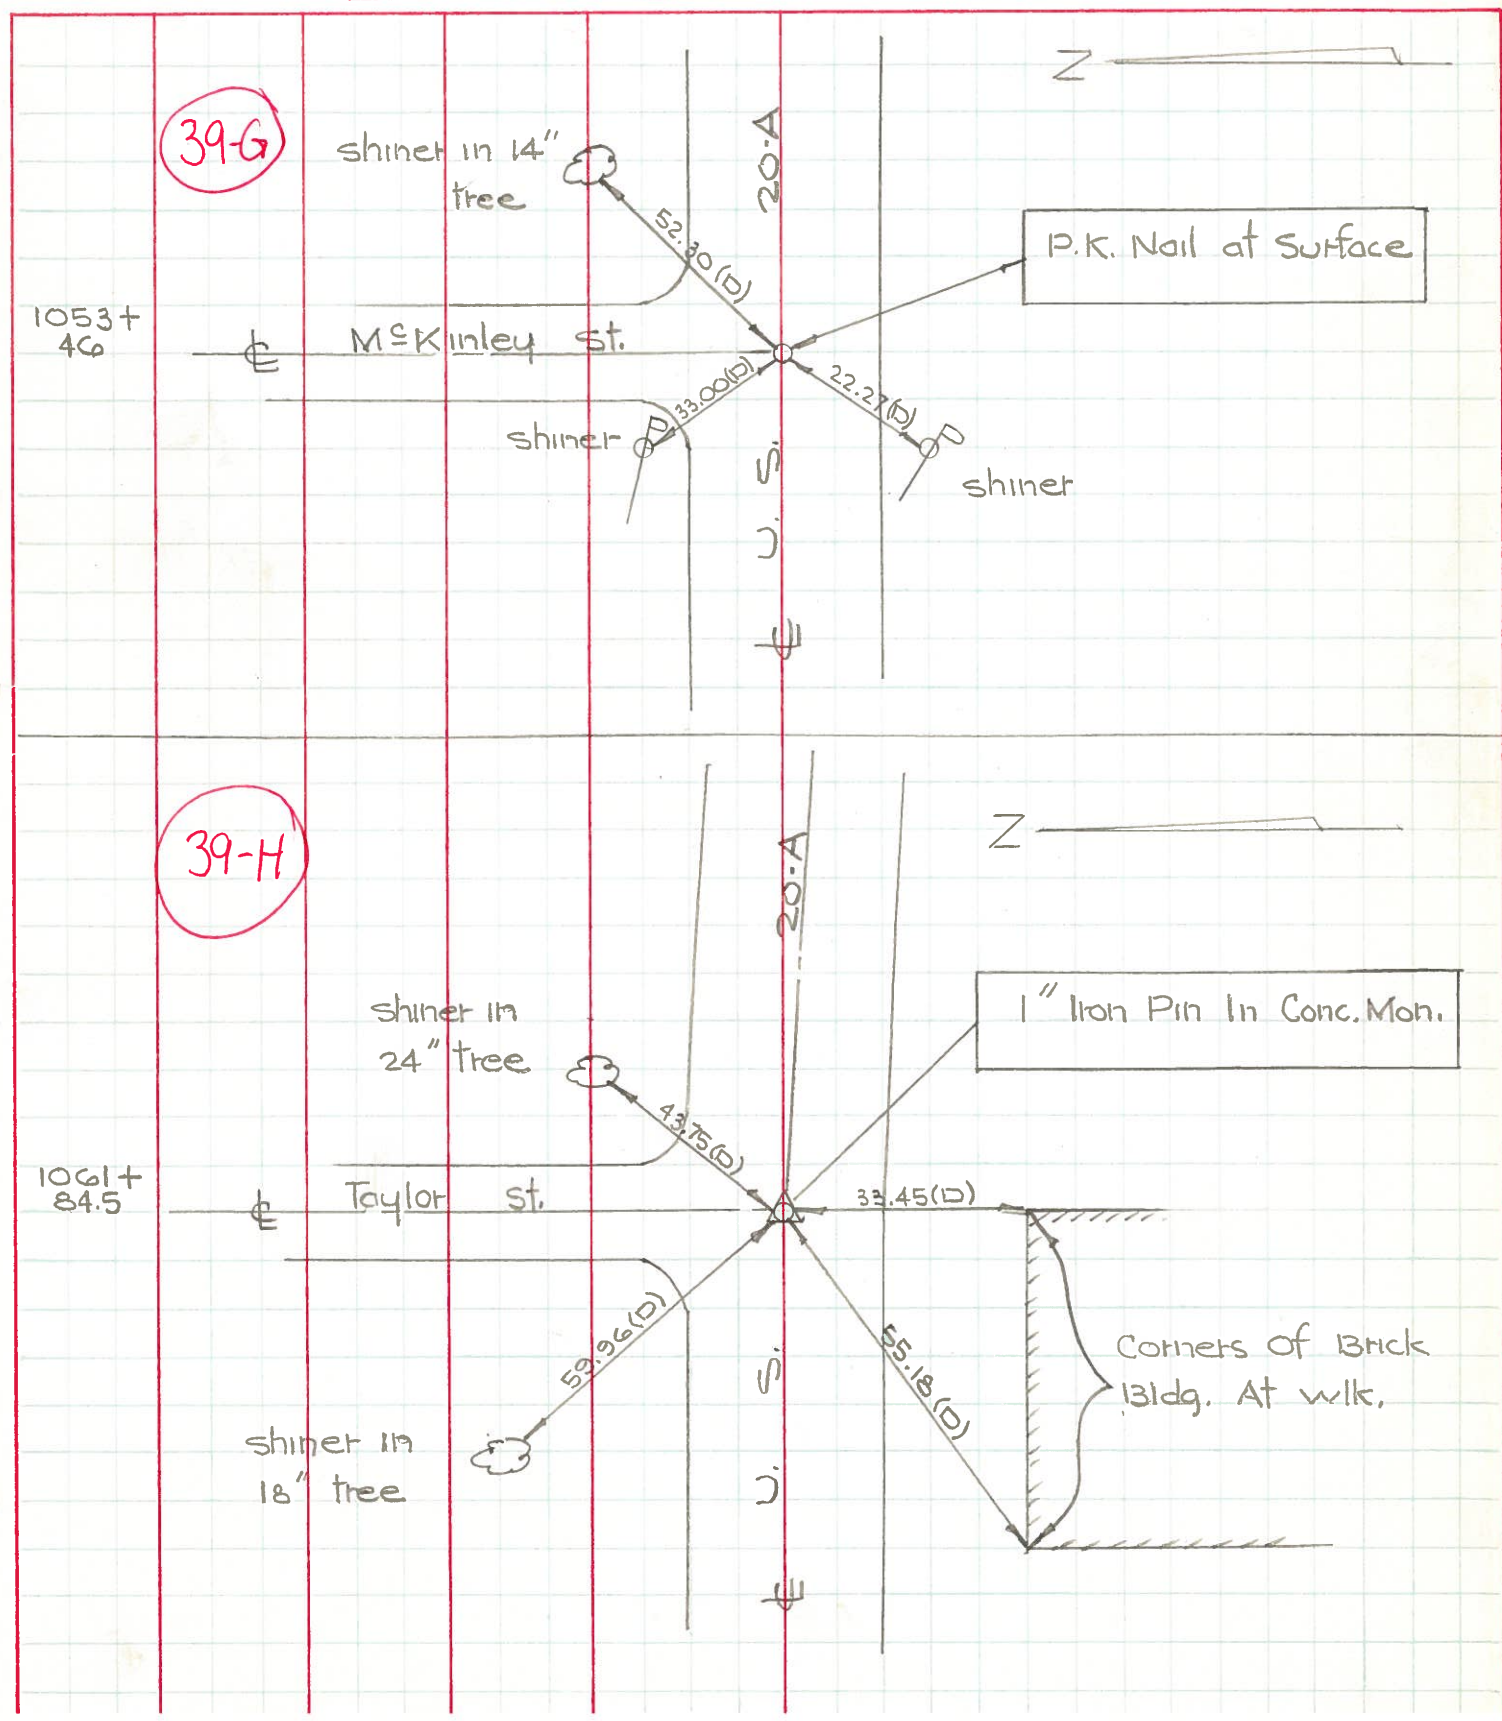 39-G
shiner in 14"
tree
20-A
Z
52.30(D)
P.K. Nail at Surface
1053+
46
℄ McKinley St.
33.00(D)
22.27(D)
P
P
shiner
shiner
U. S.
℄
39-H
20-A
Z
1" Iron Pin In Conc. Mon.
shiner in
24" tree
43.75(D)
1061+
84.5
℄ Taylor St.
33.45(D)
59.96(D)
55.18(D)
Corners Of Brick
Bldg. At wlk.
shiner in
18" tree
U. S.
℄